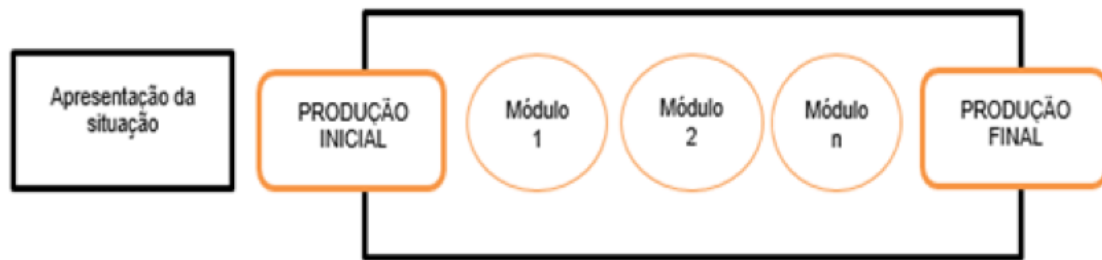 Apresentação da
situação
PRODUÇÃO
INICIAL
Módulo
1
Módulo
2
Módulo
n
PRODUÇÃO
FINAL